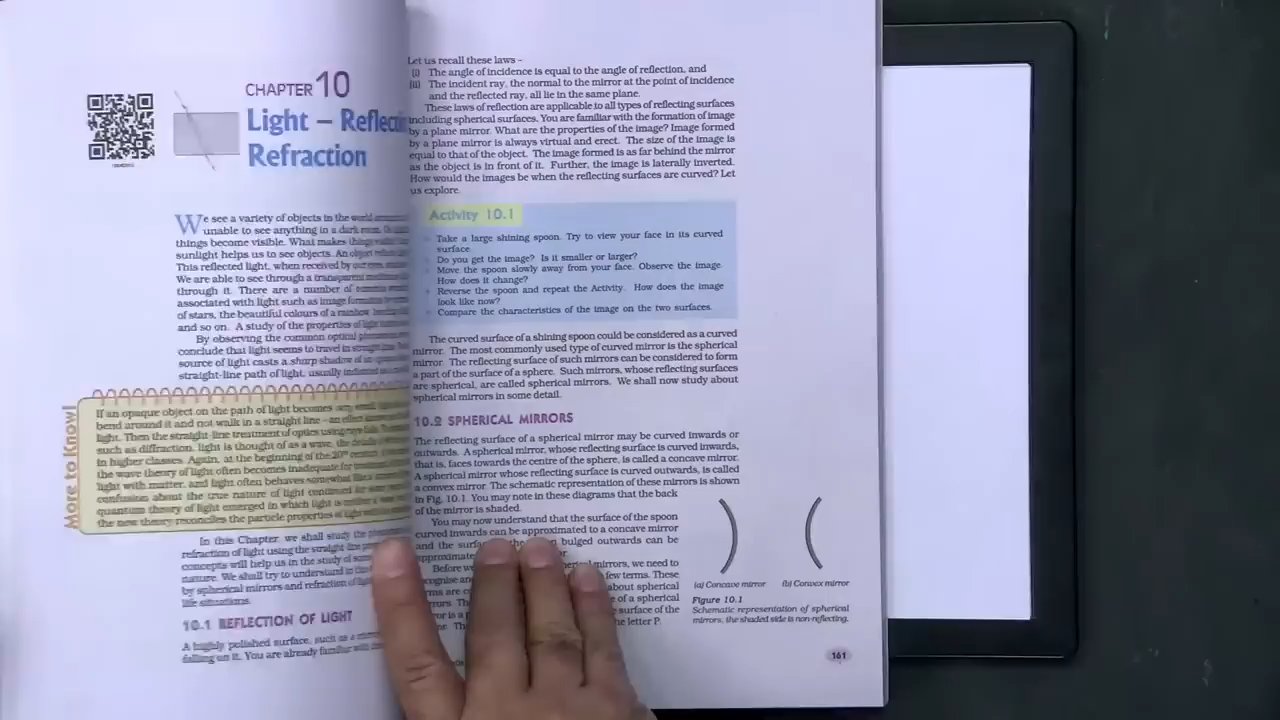 CHAPTER 10
Light – Reflecti
Refraction
We see a variety of objects in the world
unable to see anything in a dark room.
things become visible. What makes things
sunlight helps us to see objects. An object
This reflected light, when received by our eyes,
We are able to see through a transparent
through it. There are a number of common
associated with light such as image formation by
of stars, the beautiful colours of a rainbow,
and so on. A study of the properties of light
By observing the common optical phenomena
conclude that light seems to travel in straight
source of light casts a sharp shadow of an
straight-line path of light, usually indicated
More to Know!
If an opaque object on the path of light becomes very small,
bend around it and not walk in a straight line – an effect
light. Then the straight-line treatment of optics using rays fails.
such as diffraction, light is thought of as a wave, the details
in higher classes. Again, at the beginning of the 20th century,
the wave theory of light often becomes inadequate for
light with matter, and light often behaves somewhat like a
confusion about the true nature of light continued for
quantum theory of light emerged in which light is neither a
the new theory reconciles the particle properties of light
In this Chapter, we shall study the
refraction of light using the straight-line
concepts will help us in the study of some
nature. We shall try to understand in this
by spherical mirrors and refraction of light
life situations.
10.1 REFLECTION OF LIGHT
A highly polished surface, such as a mirror,
falling on it. You are already familiar with
Let us recall these laws –
(i) The angle of incidence is equal to the angle of reflection, and
(ii) The incident ray, the normal to the mirror at the point of incidence
and the reflected ray, all lie in the same plane.
These laws of reflection are applicable to all types of reflecting surfaces
including spherical surfaces. You are familiar with the formation of image
by a plane mirror. What are the properties of the image? Image formed
by a plane mirror is always virtual and erect. The size of the image is
equal to that of the object. The image formed is as far behind the mirror
as the object is in front of it. Further, the image is laterally inverted.
How would the images be when the reflecting surfaces are curved? Let
us explore.
Activity 10.1
Take a large shining spoon. Try to view your face in its curved
surface.
Do you get the image? Is it smaller or larger?
Move the spoon slowly away from your face. Observe the image.
How does it change?
Reverse the spoon and repeat the Activity. How does the image
look like now?
Compare the characteristics of the image on the two surfaces.
The curved surface of a shining spoon could be considered as a curved
mirror. The most commonly used type of curved mirror is the spherical
mirror. The reflecting surface of such mirrors can be considered to form
a part of the surface of a sphere. Such mirrors, whose reflecting surfaces
are spherical, are called spherical mirrors. We shall now study about
spherical mirrors in some detail.
10.2 SPHERICAL MIRRORS
The reflecting surface of a spherical mirror may be curved inwards or
outwards. A spherical mirror, whose reflecting surface is curved inwards,
that is, faces towards the centre of the sphere, is called a concave mirror.
A spherical mirror whose reflecting surface is curved outwards, is called
a convex mirror. The schematic representation of these mirrors is shown
in Fig. 10.1. You may note in these diagrams that the back
of the mirror is shaded.
You may now understand that the surface of the spoon
curved inwards can be approximated to a concave mirror
and the surf the bulged outwards can be
approximate
Before we mirrors, we need to
few terms. These
about spherical
e of a sphere
surface of the
he letter P.
(a) Concave mirror (b) Convex mirror
Figure 10.1
Schematic representation of spherical
mirrors, the shaded side is non-reflecting.
161